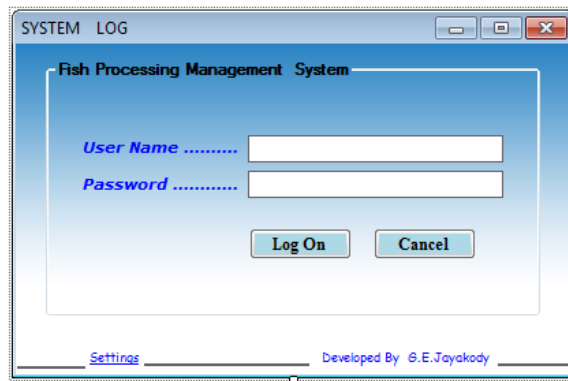 SYSTEM LOG
Fish Processing Management System
User Name ..........
Password ............
Log On Cancel
Settings Developed By G.E.Jayakody